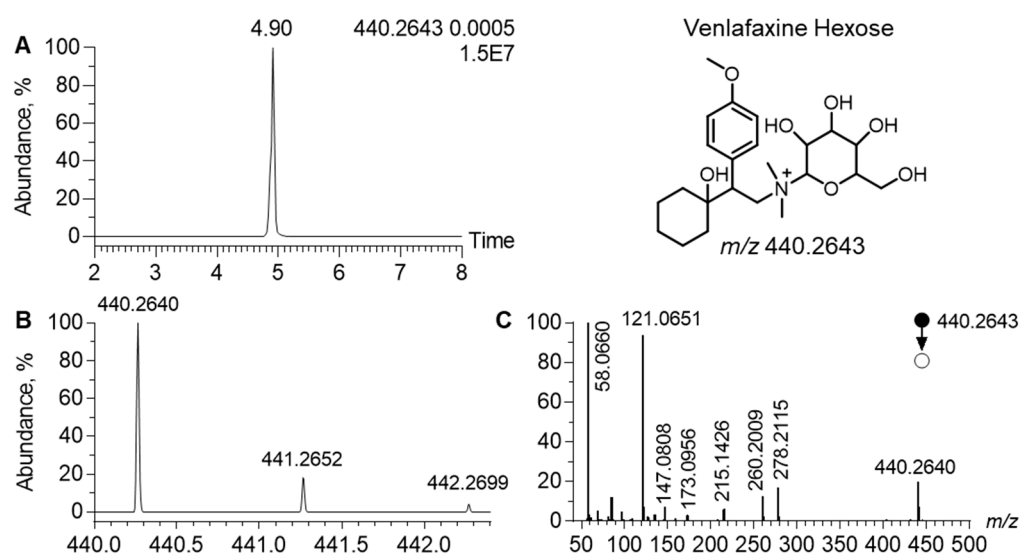 A
4.90
440.2643 0.0005
1.5E7
Abundance, %
100
80
60
40
20
0
Time
2 3 4 5 6 7 8
Venlafaxine Hexose
O
OH
HO
OH
OH
N+
O
OH
m/z 440.2643
B
440.2640
Abundance, %
100
80
60
40
20
0
441.2652
442.2699
440.0 440.5 441.0 441.5 442.0
C
100
80
60
40
20
0
58.0660
121.0651
147.0808
173.0956
215.1426
260.2009
278.2115
440.2640
440.2643
m/z
50 100 150 200 250 300 350 400 450 500